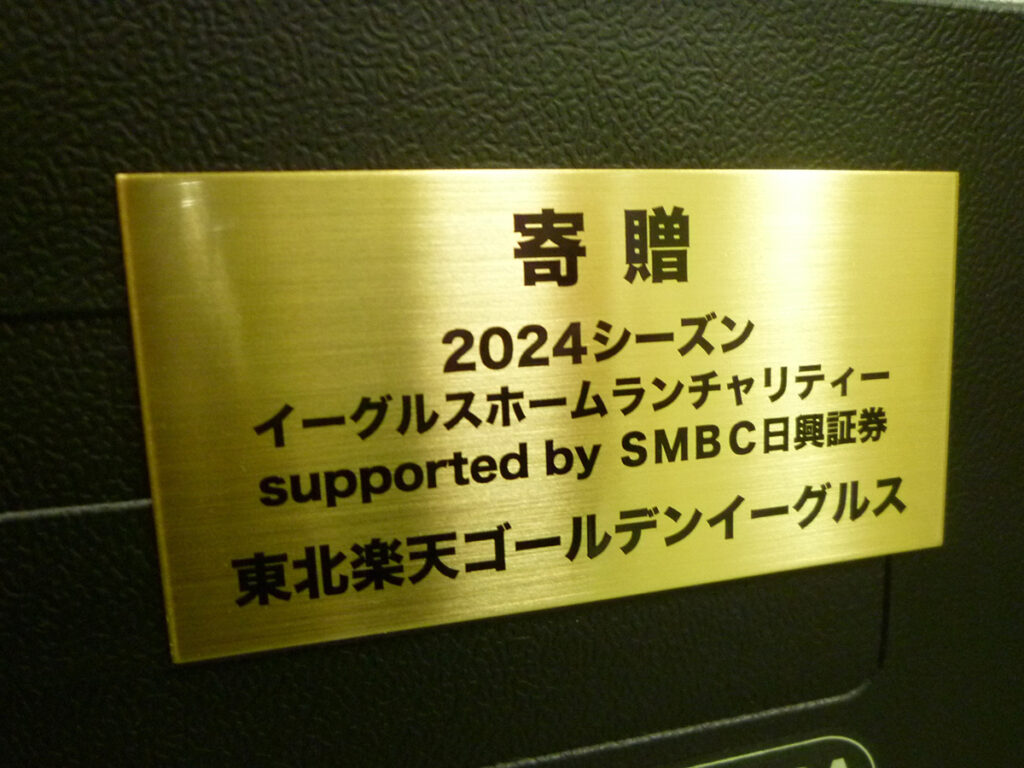 寄贈
2024シーズン
イーグルスホームランチャリティー
supported by SMBC日興証券
東北楽天ゴールデンイーグルス